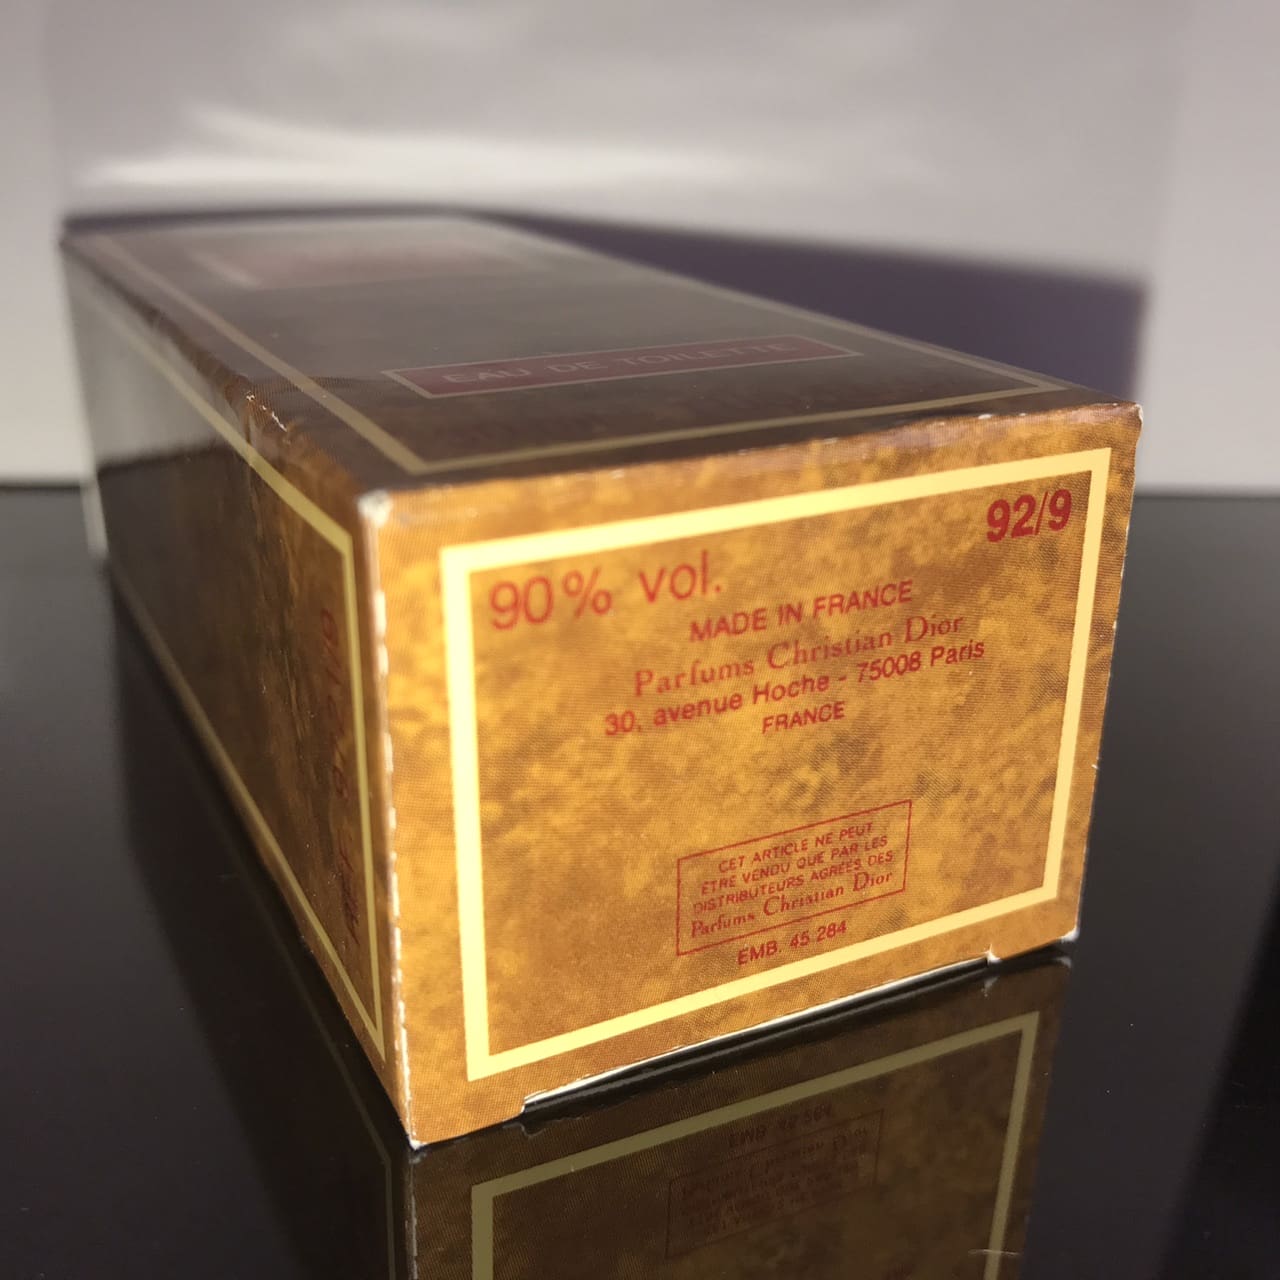 EAU DE TOILETTE
92/9
90% vol.
MADE IN FRANCE
Parfums Christian Dior
30, avenue Hoche - 75008 Paris
FRANCE
CET ARTICLE NE PEUT
ETRE VENDU QUE PAR LES
DISTRIBUTEURS AGRÉÉS DES
Parfums Christian Dior
EMB. 45 284